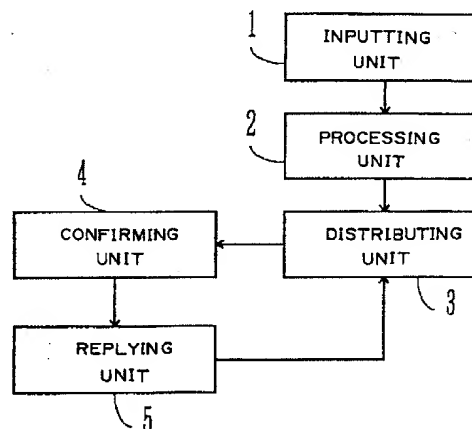 1
INPUTTING
UNIT
2
PROCESSING
UNIT
4
CONFIRMING
UNIT
DISTRIBUTING
UNIT
3
REPLYING
UNIT
5